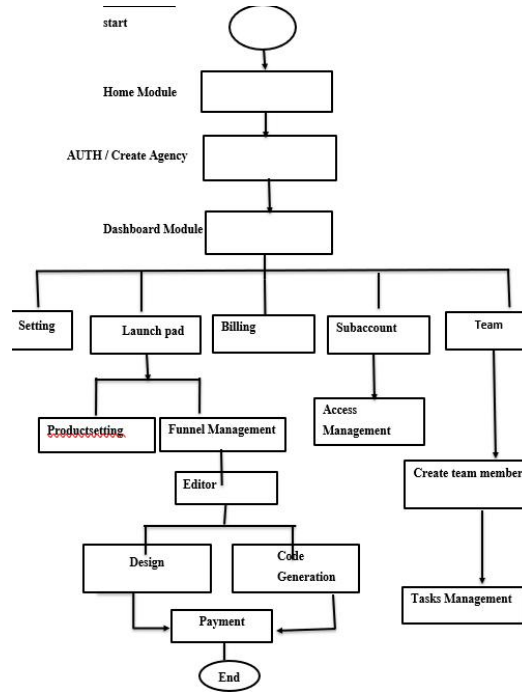 start
Home Module
AUTH / Create Agency
Dashboard Module
Setting
Launch pad
Billing
Subaccount
Team
Productsetting
Funnel Management
Access
Management
Editor
Create team member
Design
Code
Generation
Tasks Management
Payment
End